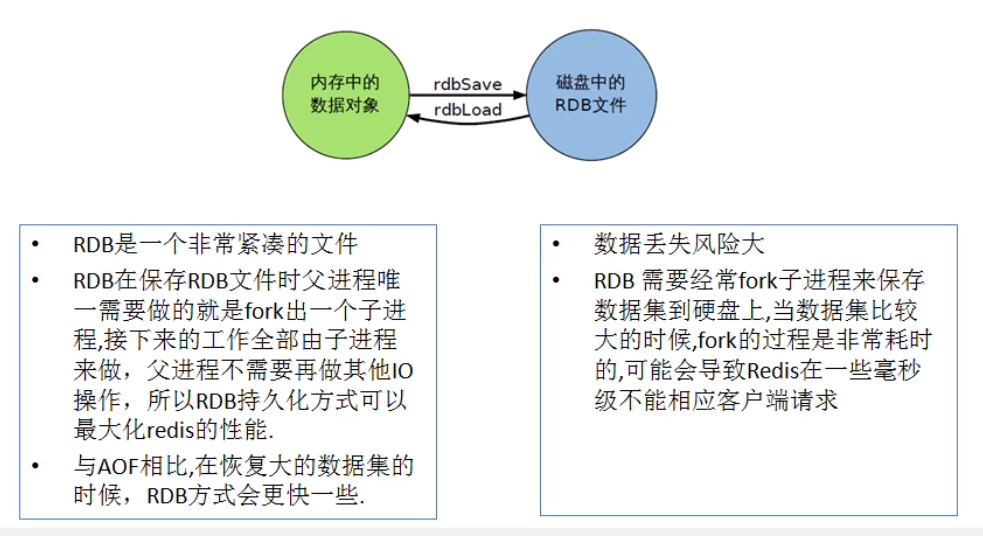 内存中的
数据对象
rdbSave
rdbLoad
磁盘中的
RDB文件
• RDB是一个非常紧凑的文件
• RDB在保存RDB文件时父进程唯
一需要做的就是fork出一个子进
程,接下来的工作全部由子进程
来做，父进程不需要再做其他IO
操作，所以RDB持久化方式可以
最大化redis的性能.
• 与AOF相比,在恢复大的数据集的
时候，RDB方式会更快一些.
• 数据丢失风险大
• RDB 需要经常fork子进程来保存
数据集到硬盘上,当数据集比较
大的时候,fork的过程是非常耗时
的,可能会导致Redis在一些毫秒
级不能相应客户端请求